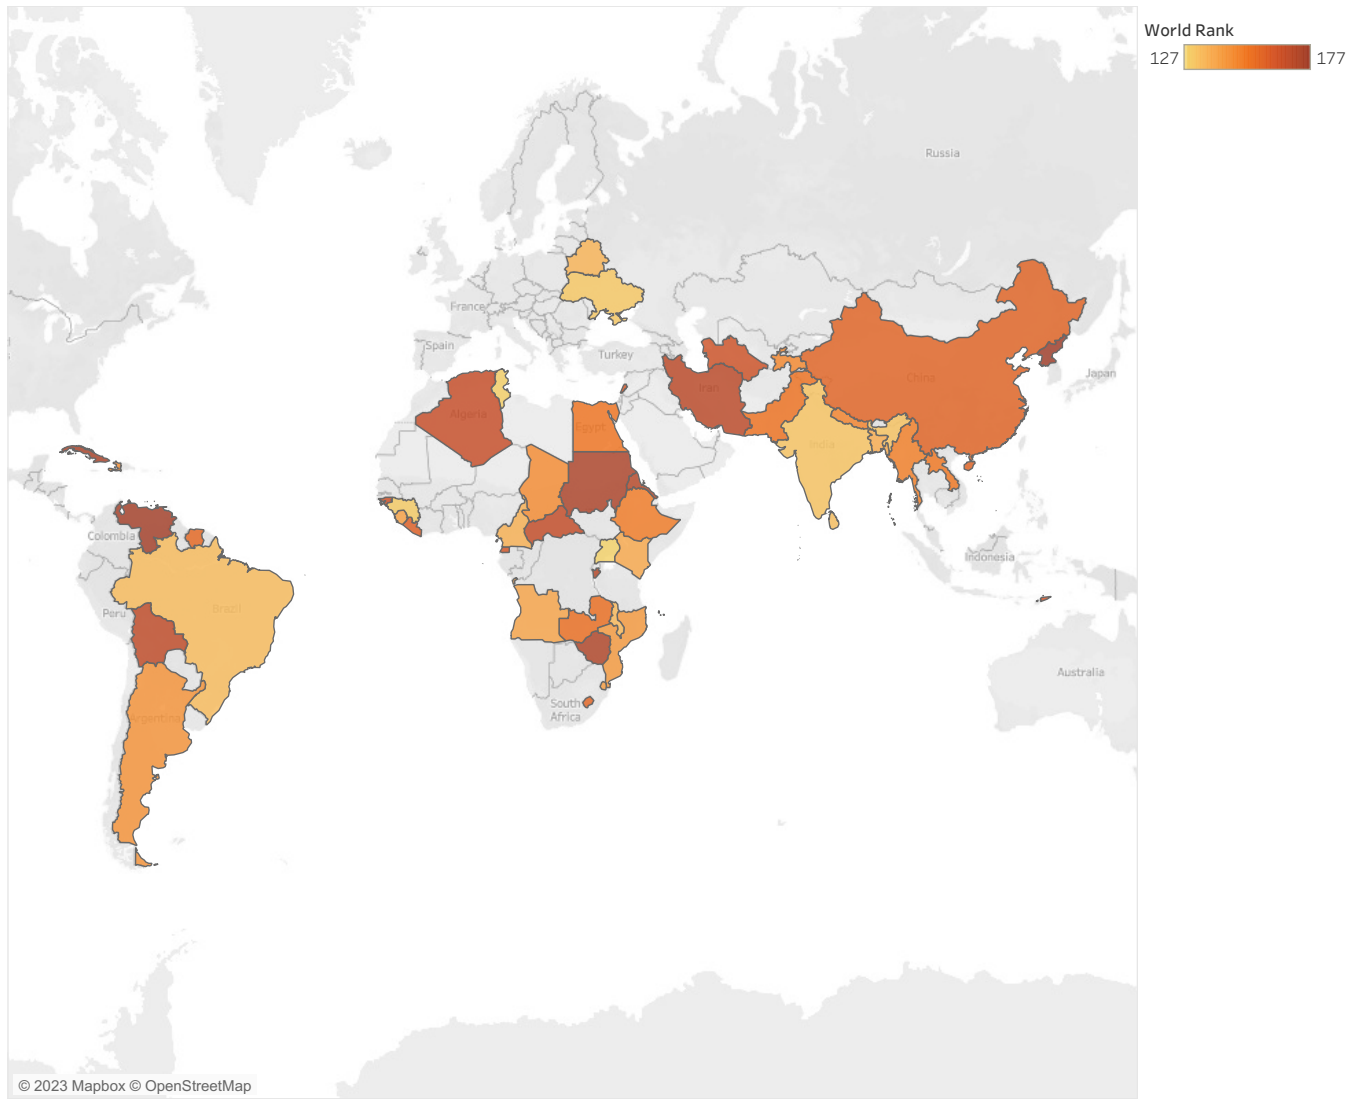 World Rank
127 177
Russia
France
Spain
Turkey
Japan
China
Iran
Algeria
Egypt
India
Colombia
Indonesia
Peru
Brazil
Australia
South
Africa
Argentina
© 2023 Mapbox © OpenStreetMap